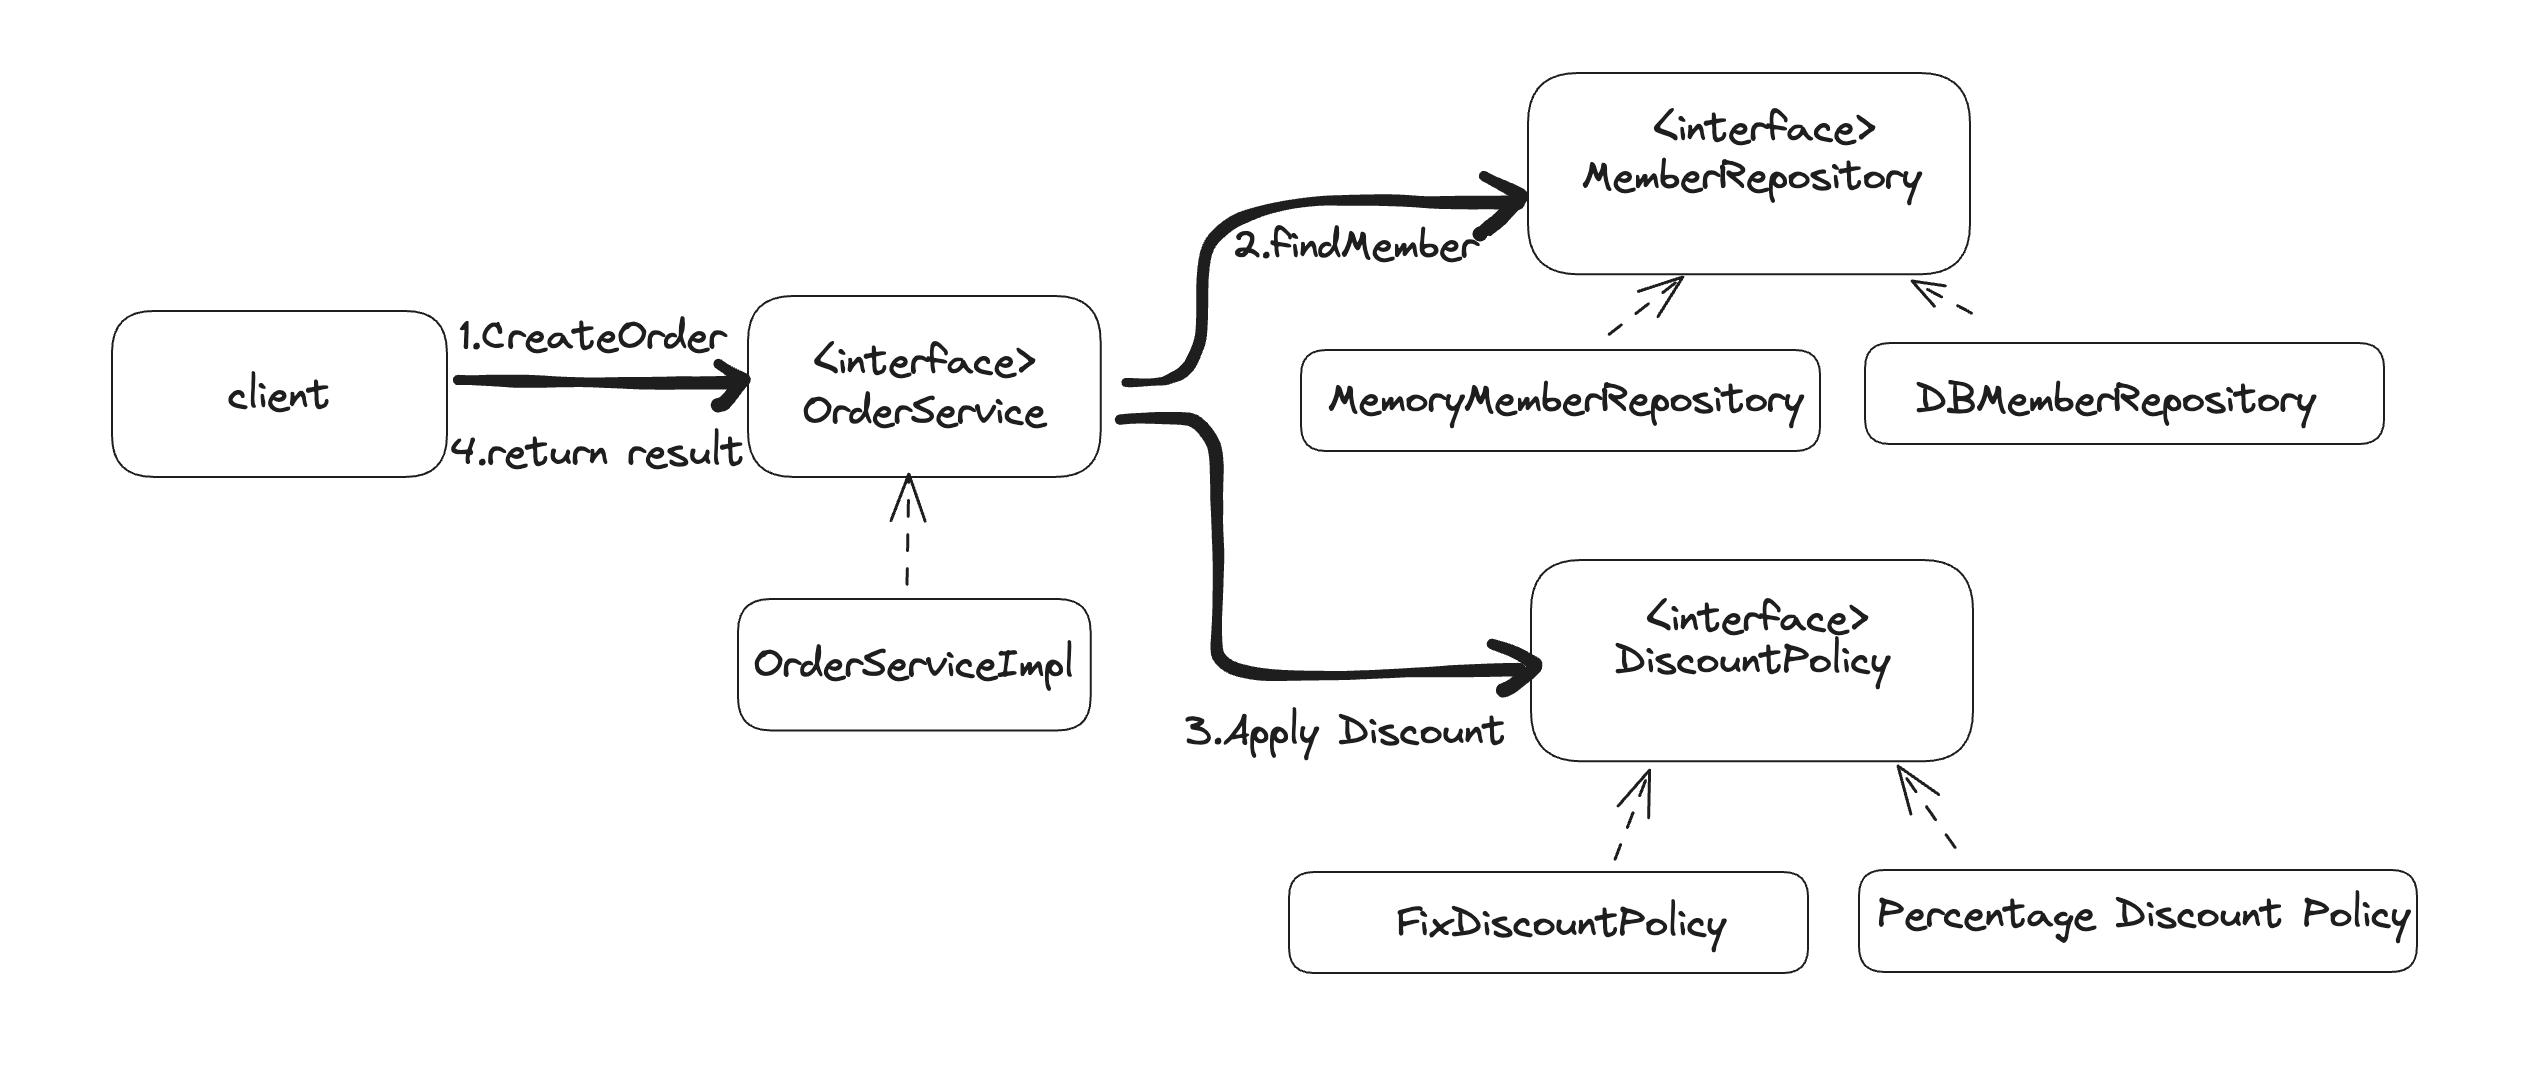 <interface>
MemberRepository
2.findMember
1.CreateOrder
client
<interface>
OrderService
4.return result
MemoryMemberRepository
DBMemberRepository
OrderServiceImpl
<interface>
DiscountPolicy
3.Apply Discount
FixDiscountPolicy
Percentage Discount Policy